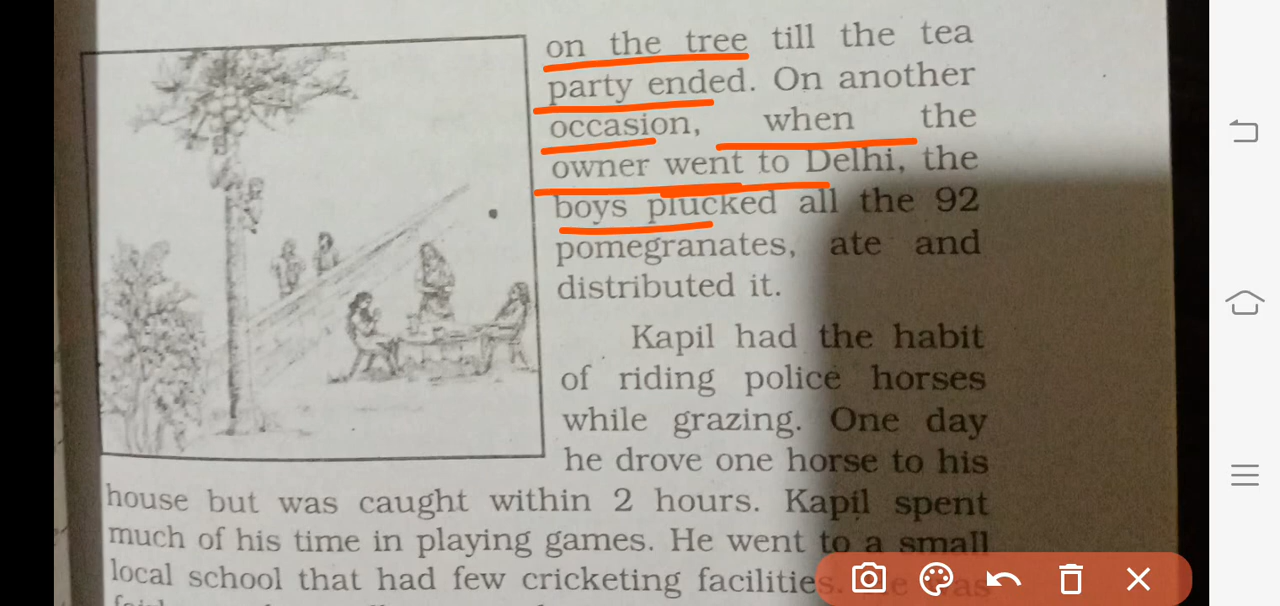 on the tree till the tea
party ended. On another
occasion, when the
owner went to Delhi, the
boys plucked all the 92
pomegranates, ate and
distributed it.
Kapil had the habit
of riding police horses
while grazing. One day
he drove one horse to his
house but was caught within 2 hours. Kapil spent
much of his time in playing games. He went to a small
local school that had few cricketing facilities.